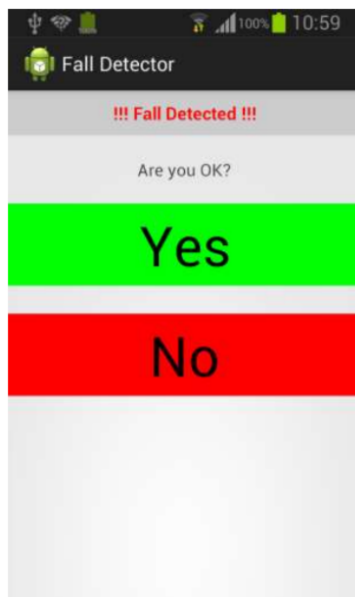 100% 10:59
Fall Detector
!!! Fall Detected !!!
Are you OK?
Yes
No